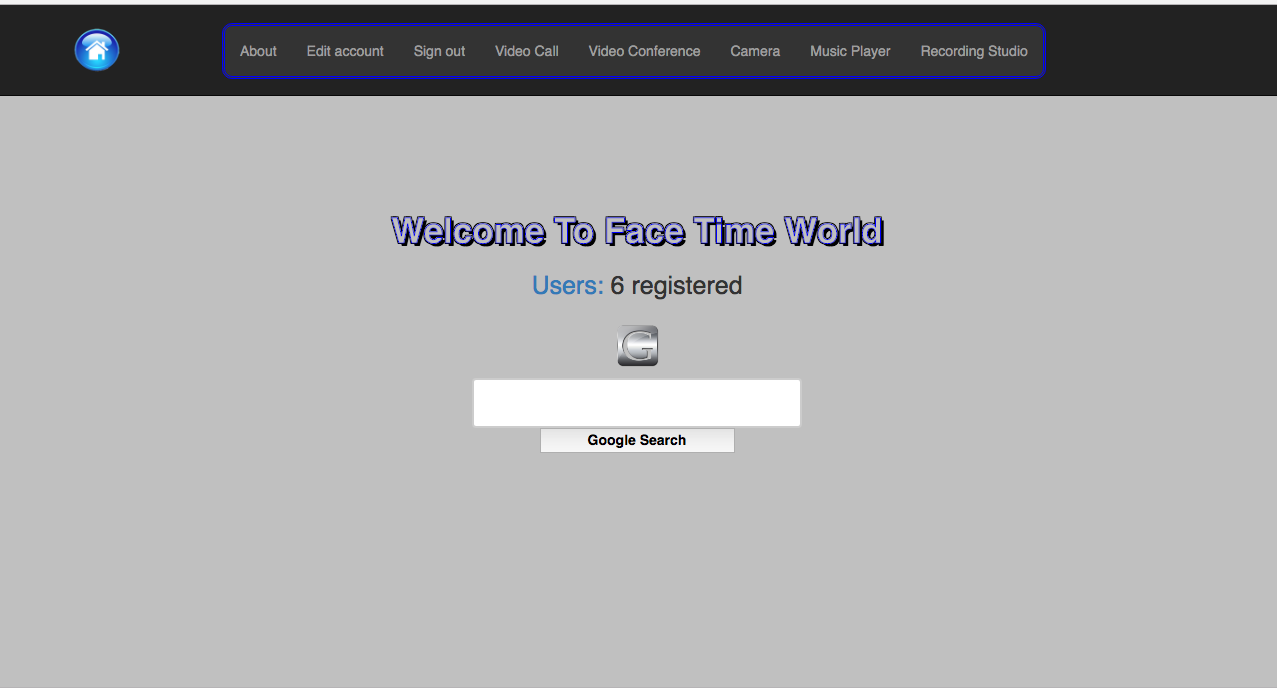 About Edit account Sign out Video Call Video Conference Camera Music Player Recording Studio
Welcome To Face Time World
Users: 6 registered
G
Google Search